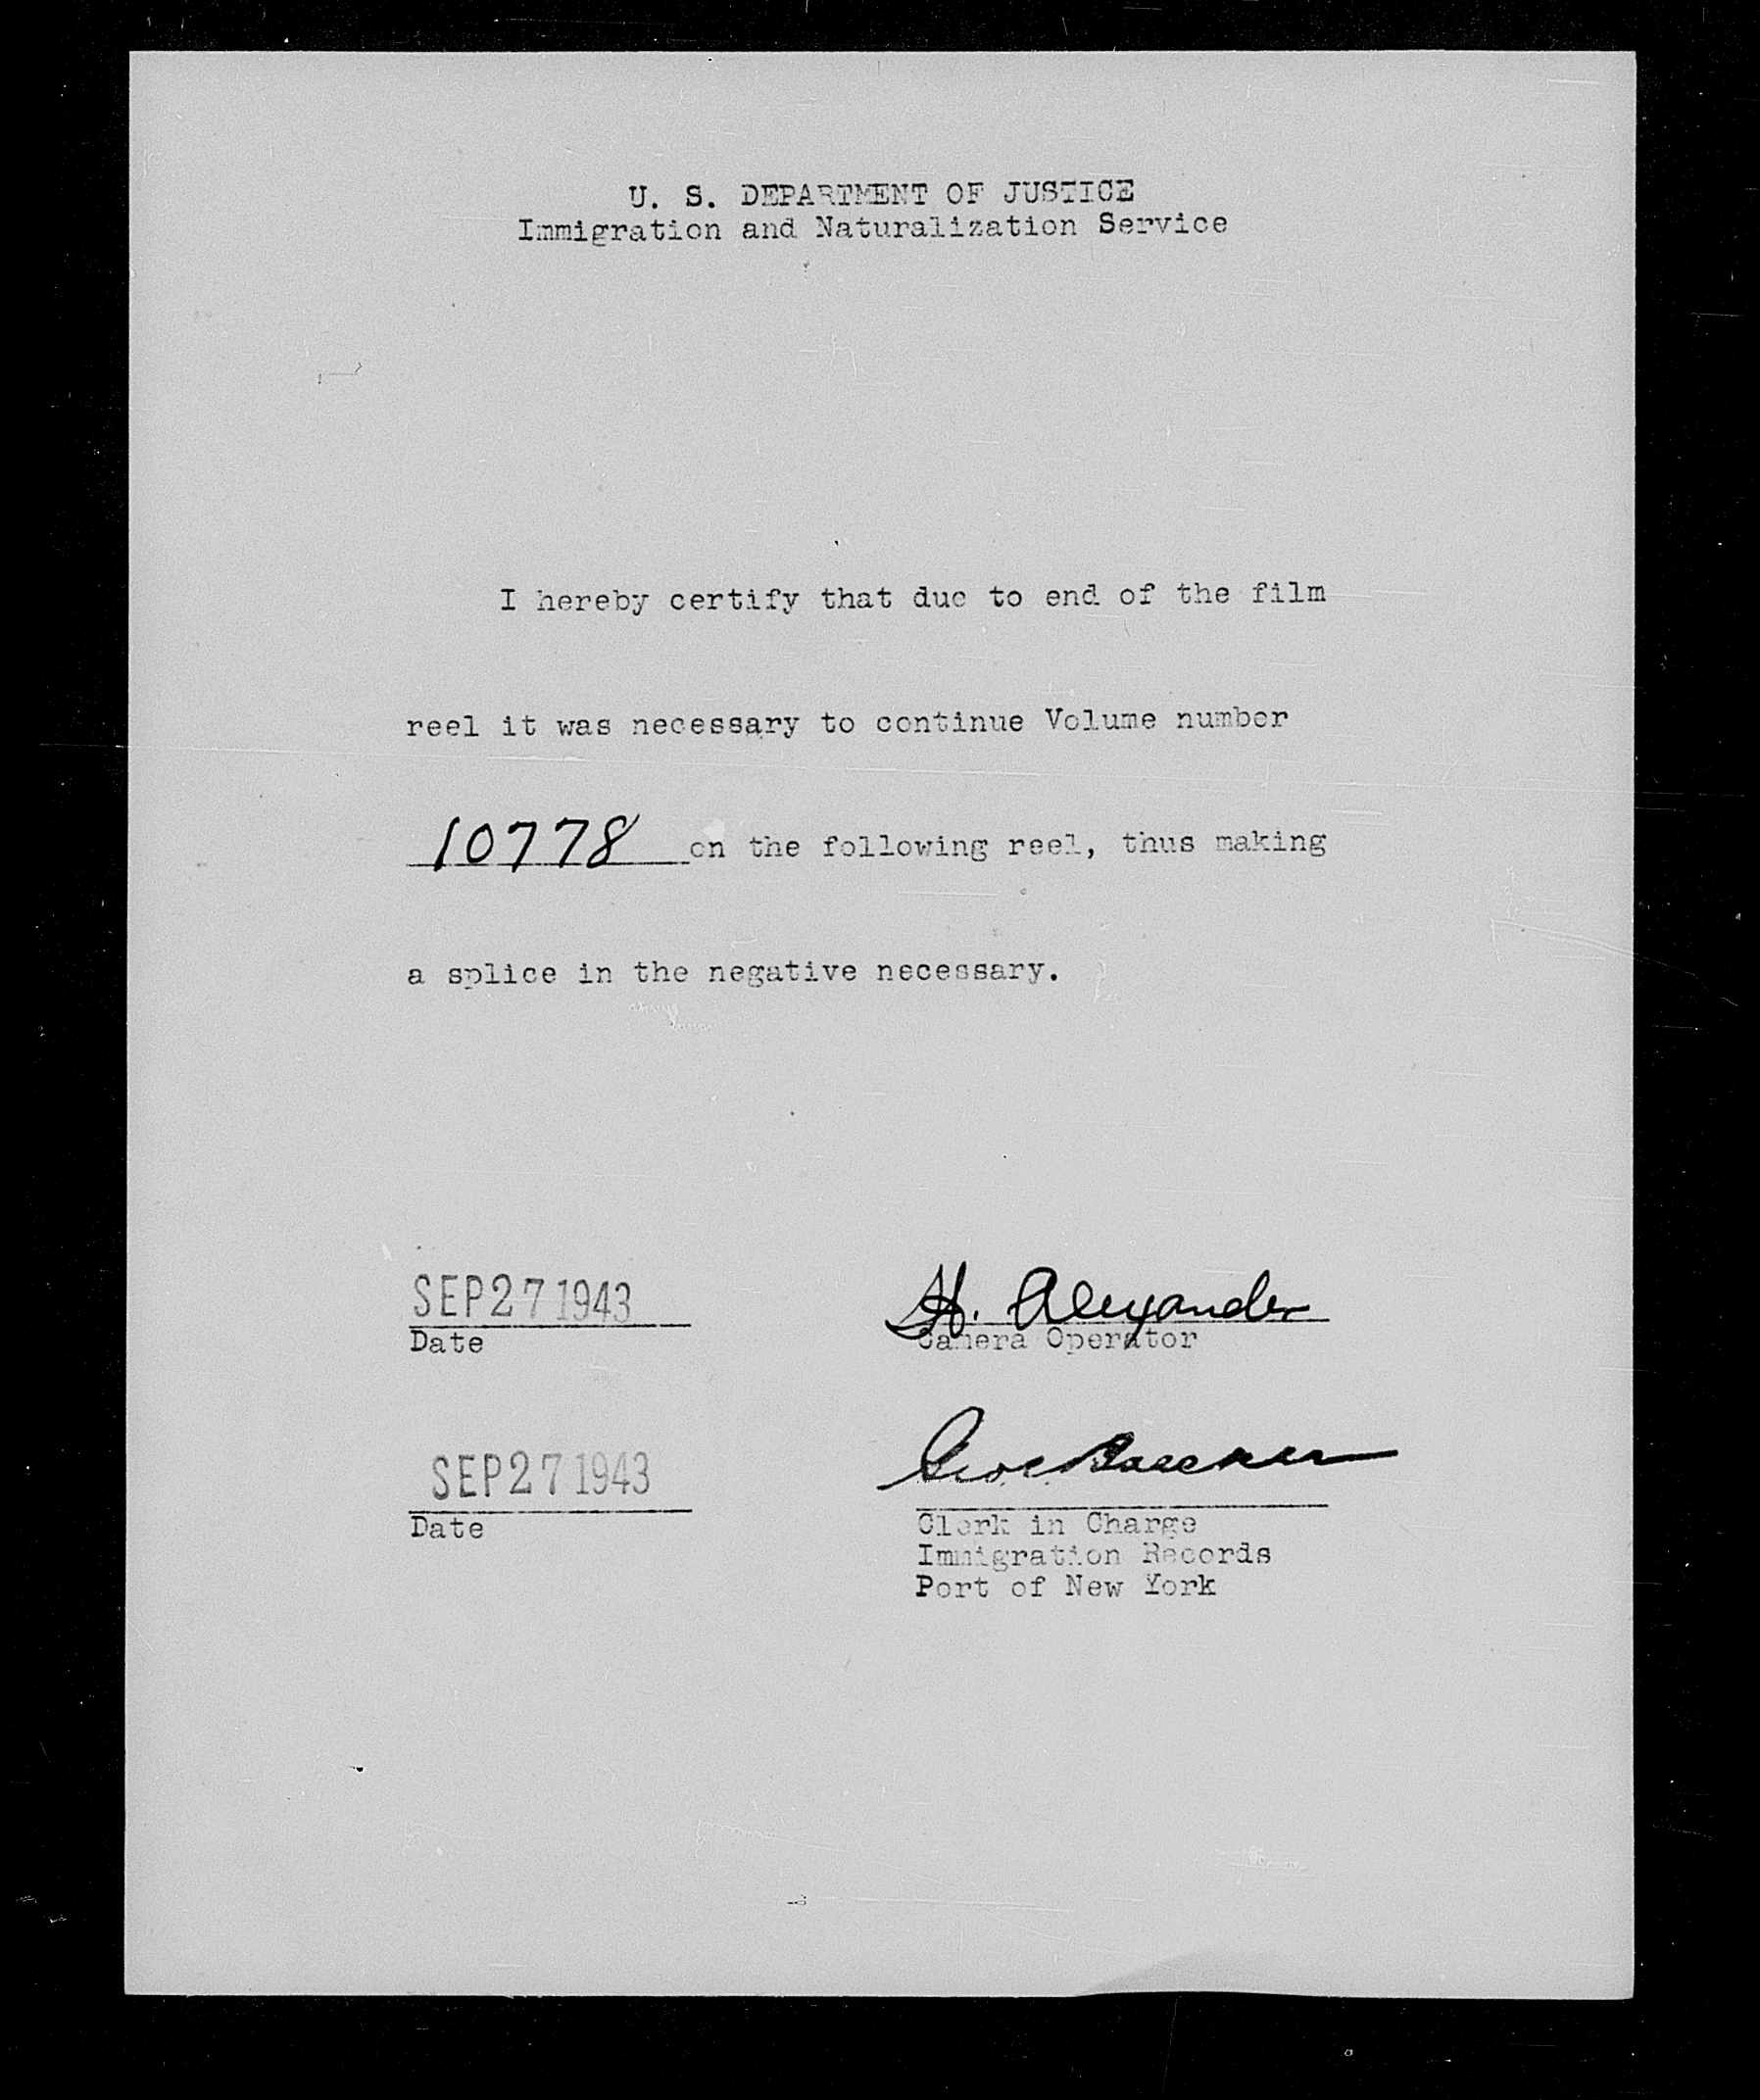 U. S. DEPARTMENT OF JUSTICE
Immigration and Naturalization Service
I hereby certify that due to end of the film
reel it was necessary to continue Volume number
10778 on the following reel, thus making
a splice in the negative necessary.
SEP 27 1943
H. Alexander
Date
Camera Operator
SEP 27 1943
Date
Clerk in Charge
Immigration Records
Port of New York